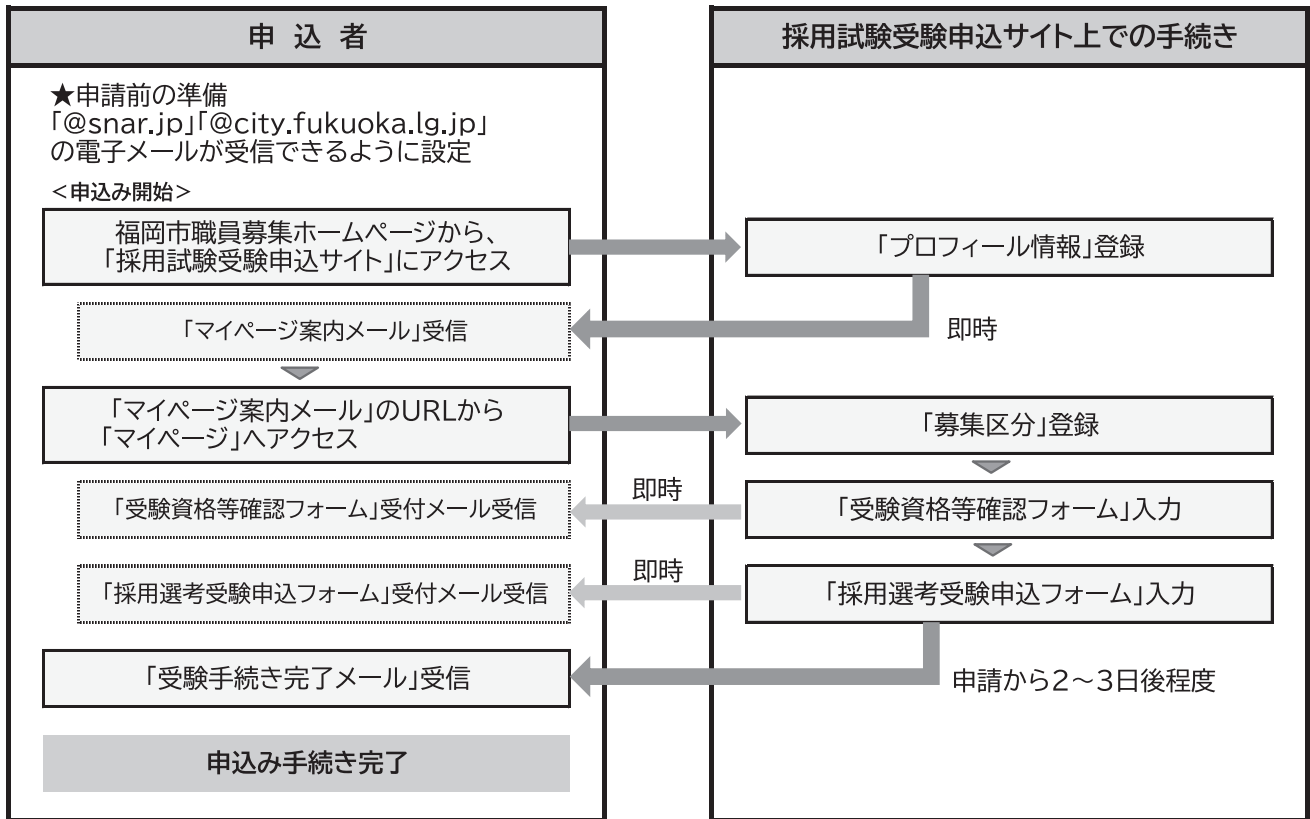 申込者
採用試験受験申込サイト上での手続き
★申請前の準備
「@snar.jp」「@city.fukuoka.lg.jp」
の電子メールが受信できるように設定
<申込み開始>
福岡市職員募集ホームページから、
「採用試験受験申込サイト」にアクセス
「プロフィール情報」登録
「マイページ案内メール」受信
即時
「マイページ案内メール」のURLから
「マイページ」へアクセス
「募集区分」登録
「受験資格等確認フォーム」受付メール受信
即時
「受験資格等確認フォーム」入力
「採用選考受験申込フォーム」受付メール受信
即時
「採用選考受験申込フォーム」入力
「受験手続き完了メール」受信
申請から2～3日後程度
申込み手続き完了